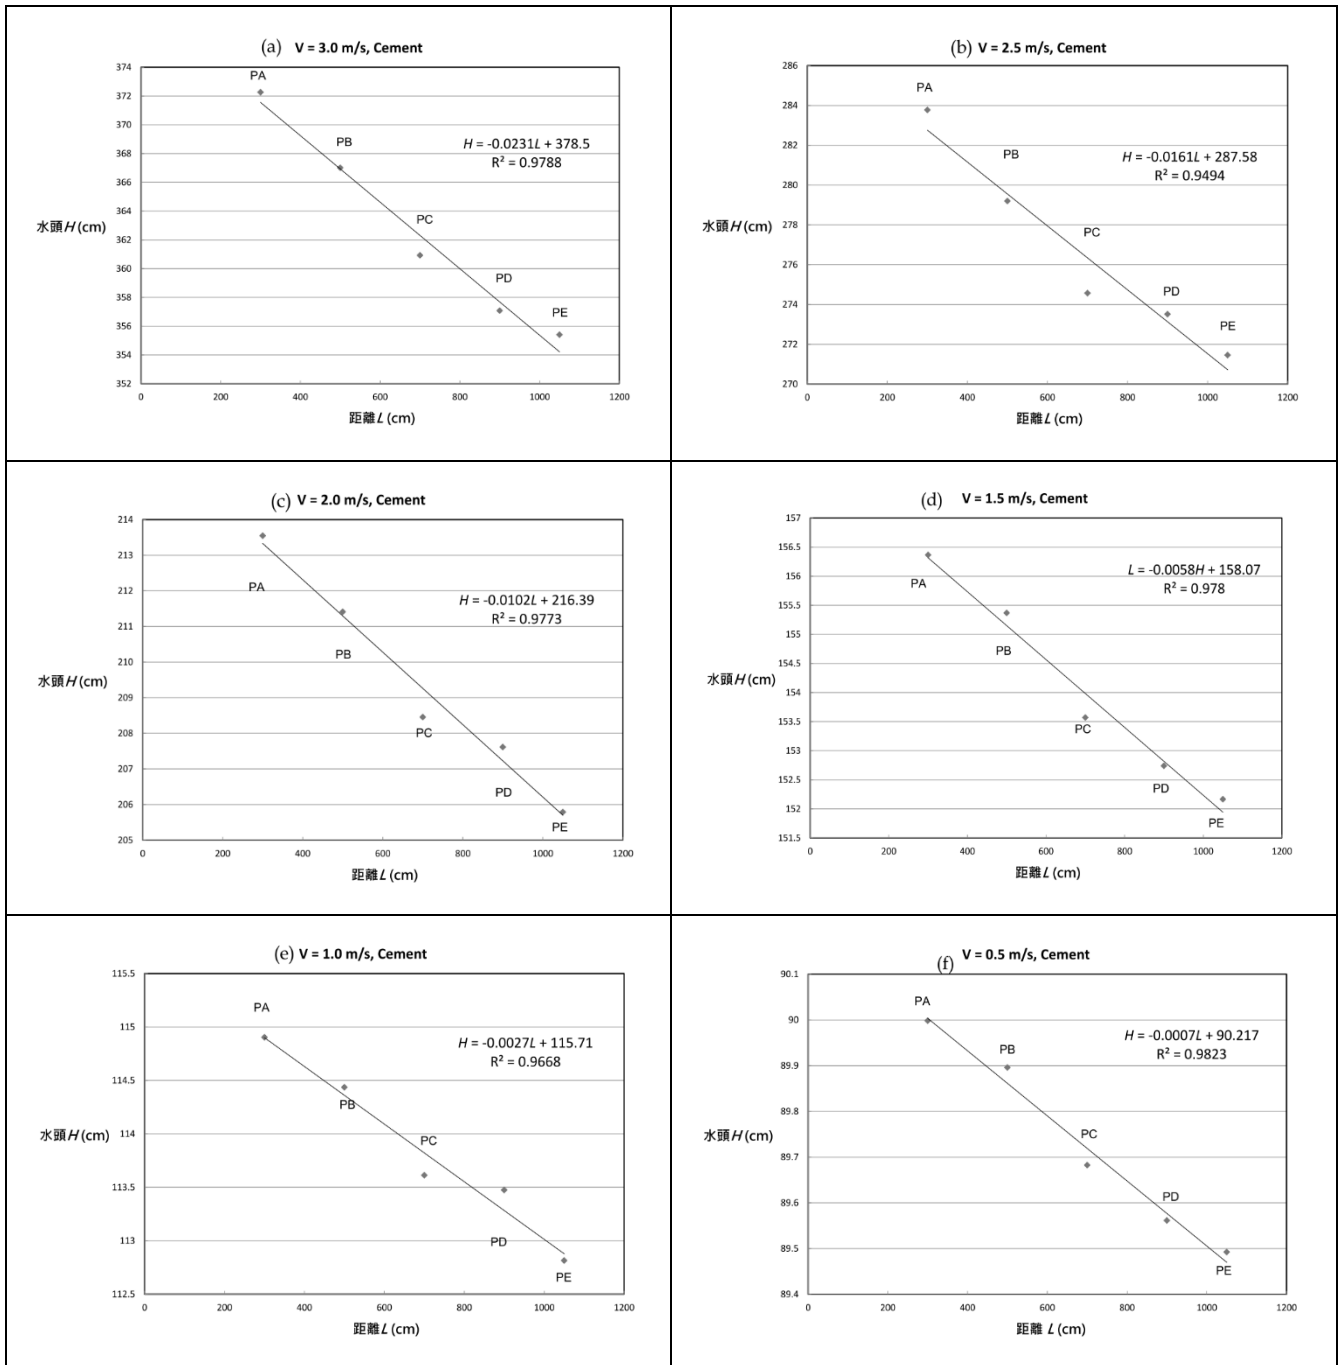 (a) V = 3.0 m/s, Cement
374
372
370
368
366
364
362
360
358
356
354
352
PA
PB
PC
PD
PE
H = -0.0231L + 378.5
R² = 0.9788
水頭H (cm)
0 200 400 600 800 1000 1200
距離L (cm)
(b) V = 2.5 m/s, Cement
286
284
282
280
278
276
274
272
270
PA
PB
PC
PD
PE
H = -0.0161L + 287.58
R² = 0.9494
水頭H (cm)
0 200 400 600 800 1000 1200
距離L (cm)
(c) V = 2.0 m/s, Cement
214
213
212
211
210
209
208
207
206
205
PA
PB
PC
PD
PE
H = -0.0102L + 216.39
R² = 0.9773
水頭H (cm)
0 200 400 600 800 1000 1200
距離L (cm)
(d) V = 1.5 m/s, Cement
157
156.5
156
155.5
155
154.5
154
153.5
153
152.5
152
151.5
PA
PB
PC
PD
PE
L = -0.0058H + 158.07
R² = 0.978
水頭H (cm)
0 200 400 600 800 1000 1200
距離L (cm)
(e) V = 1.0 m/s, Cement
115.5
115
114.5
114
113.5
113
112.5
PA
PB
PC
PD
PE
H = -0.0027L + 115.71
R² = 0.9668
水頭H (cm)
0 200 400 600 800 1000 1200
距離L (cm)
(f) V = 0.5 m/s, Cement
90.1
90
89.9
89.8
89.7
89.6
89.5
89.4
PA
PB
PC
PD
PE
H = -0.0007L + 90.217
R² = 0.9823
水頭H (cm)
0 200 400 600 800 1000 1200
距離 L (cm)